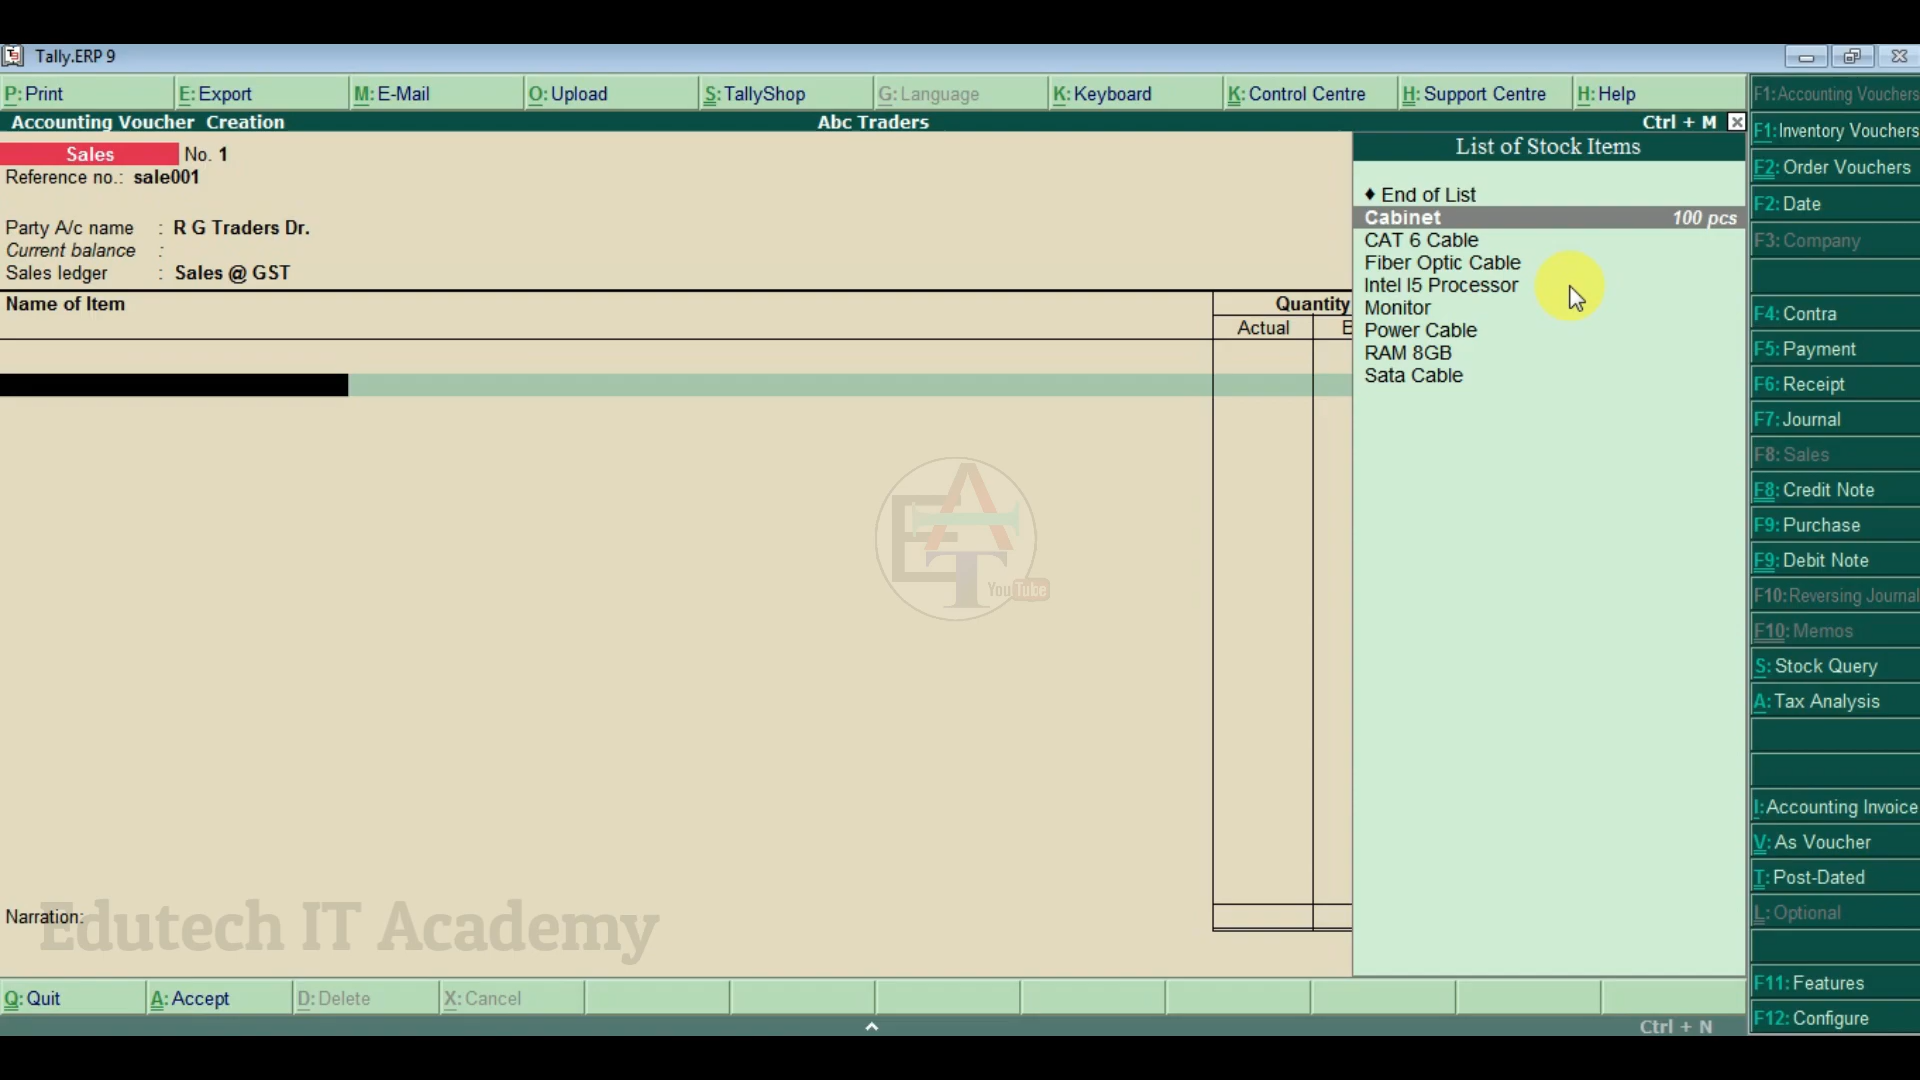 Tally.ERP 9
P: Print
E: Export
M: E-Mail
O: Upload
S: TallyShop
G: Language
K: Keyboard
K: Control Centre
H: Support Centre
H: Help
Accounting Voucher Creation
Abc Traders
Ctrl + M
Sales No. 1
Reference no.: sale001
Party A/c name : R G Traders Dr.
Current balance :
Sales ledger : Sales @ GST
Name of Item
Quantity
Actual
List of Stock Items
♦ End of List
Cabinet 100 pcs
CAT 6 Cable
Fiber Optic Cable
Intel I5 Processor
Monitor
Power Cable
RAM 8GB
Sata Cable
EAT
YouTube
Narration:
Edutech IT Academy
F1: Accounting Vouchers
F1: Inventory Vouchers
F2: Order Vouchers
F2: Date
F3: Company
F4: Contra
F5: Payment
F6: Receipt
F7: Journal
F8: Sales
F8: Credit Note
F9: Purchase
F9: Debit Note
F10: Reversing Journal
F10: Memos
S: Stock Query
A: Tax Analysis
I: Accounting Invoice
V: As Voucher
T: Post-Dated
L: Optional
F11: Features
F12: Configure
Q: Quit
A: Accept
D: Delete
X: Cancel
Ctrl + N